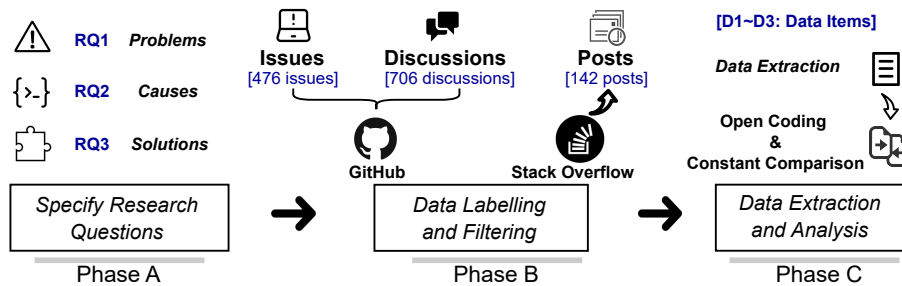 RQ1 Problems
RQ2 Causes
RQ3 Solutions
Specify Research
Questions
Phase A
Issues
[476 issues]
Discussions
[706 discussions]
Posts
[142 posts]
GitHub
Stack Overflow
Data Labelling
and Filtering
Phase B
[D1~D3: Data Items]
Data Extraction
Open Coding
&
Constant Comparison
Data Extraction
and Analysis
Phase C